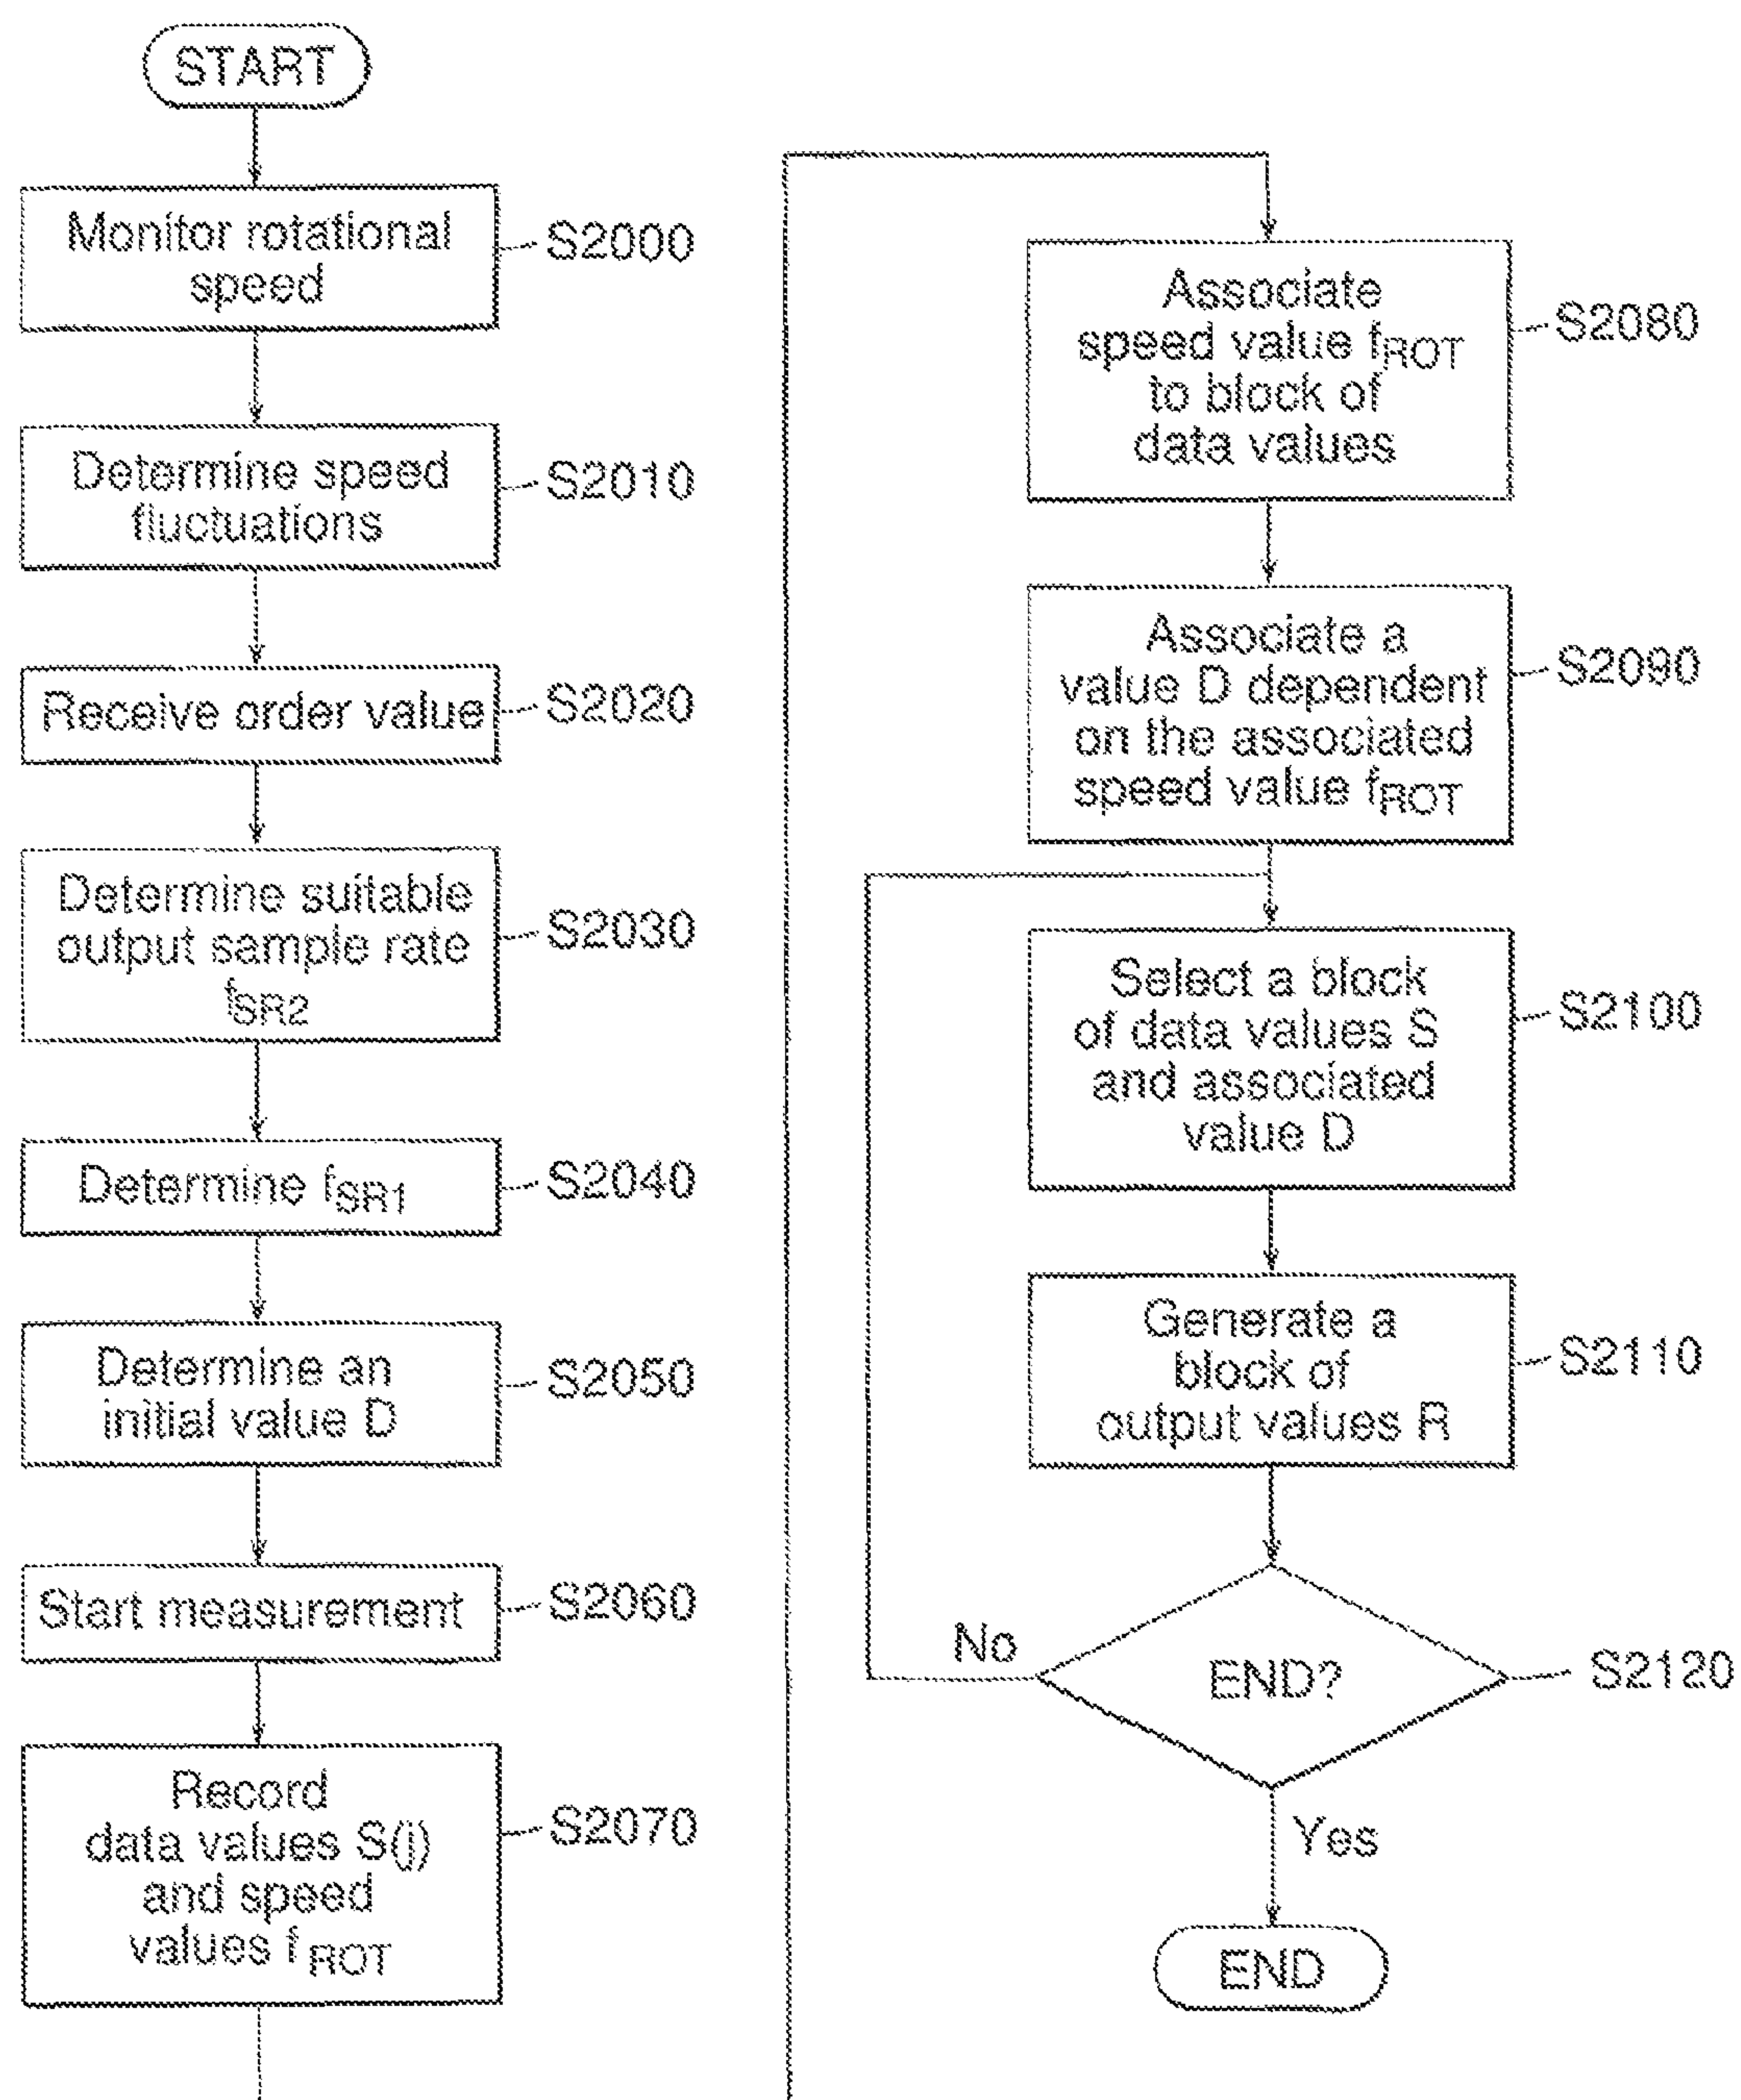 START
Monitor rotational
speed
S2000
Determine speed
fluctuations
S2010
Receive order value
S2020
Determine suitable
output sample rate
fSR2
S2030
Determine fSR1
S2040
Determine an
initial value D
S2050
Start measurement
S2060
Record
data values S(j)
and speed
values f ROT
S2070
Associate
speed value fROT
to block of
data values
S2080
Associate a
value D dependent
on the associated
speed value fROT
S2090
Select a block
of data values S
and associated
value D
S2100
Generate a
block of
output values R
S2110
No
END?
S2120
Yes
END